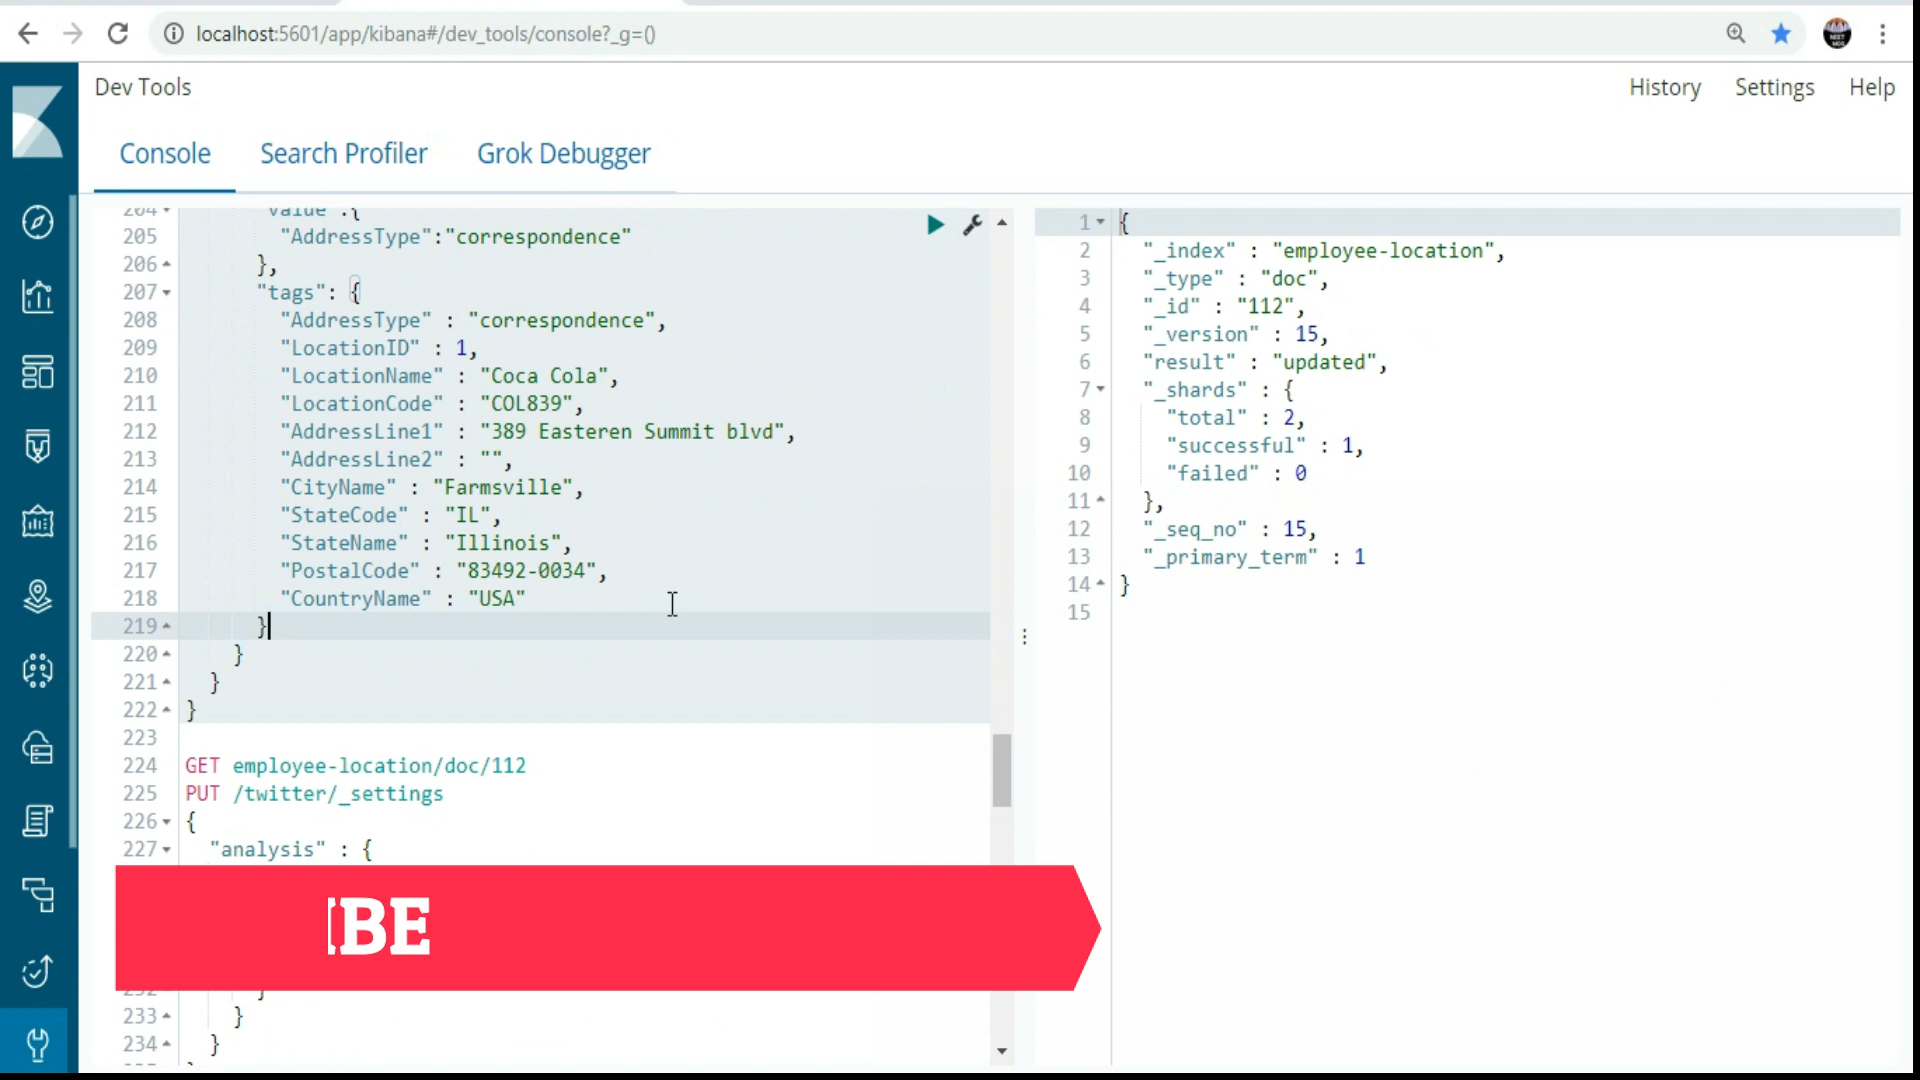 localhost:5601/app/kibana#/dev_tools/console?_g=()
Dev Tools
History Settings Help
Console Search Profiler Grok Debugger
204 value :{
205 "AddressType":"correspondence"
206 },
207 "tags": {
208 "AddressType" : "correspondence",
209 "LocationID" : 1,
210 "LocationName" : "Coca Cola",
211 "LocationCode" : "COL839",
212 "AddressLine1" : "389 Easteren Summit blvd",
213 "AddressLine2" : "",
214 "CityName" : "Farmsville",
215 "StateCode" : "IL",
216 "StateName" : "Illinois",
217 "PostalCode" : "83492-0034",
218 "CountryName" : "USA"
219 }
220 }
221 }
222 }
223
224 GET employee-location/doc/112
225 PUT /twitter/_settings
226 {
227 "analysis" : {
BE
232 }
233 }
234 }
1 {
2 "_index" : "employee-location",
3 "_type" : "doc",
4 "_id" : "112",
5 "_version" : 15,
6 "result" : "updated",
7 "_shards" : {
8 "total" : 2,
9 "successful" : 1,
10 "failed" : 0
11 },
12 "_seq_no" : 15,
13 "_primary_term" : 1
14 }
15